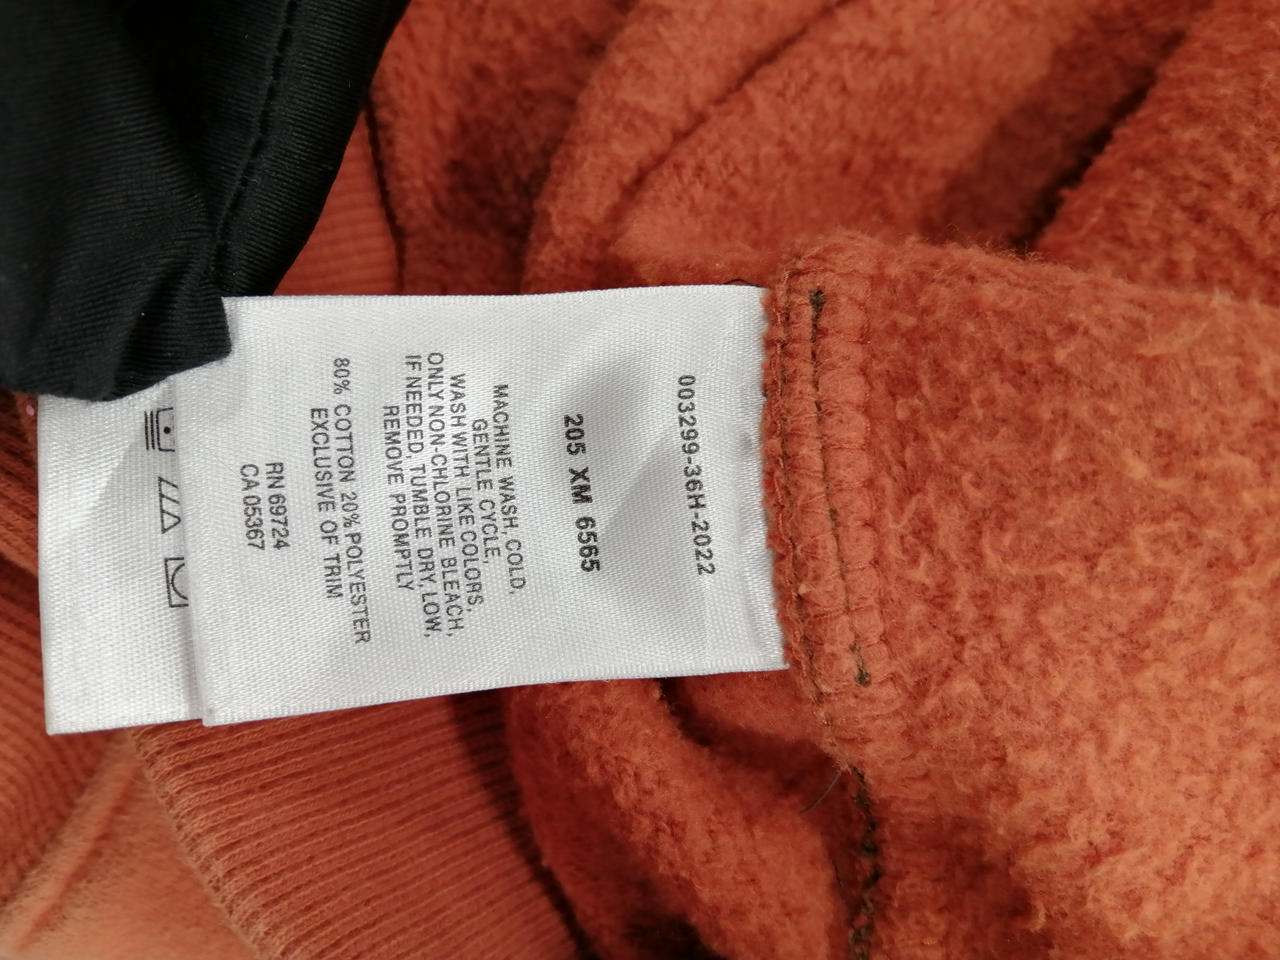 003299-36H-2022
205 XM 6565
MACHINE WASH, COLD,
GENTLE CYCLE,
WASH WITH LIKE COLORS,
ONLY NON-CHLORINE BLEACH,
IF NEEDED, TUMBLE DRY, LOW,
REMOVE PROMPTLY
80% COTTON 20% POLYESTER
EXCLUSIVE OF TRIM
RN 69724
CA 05367